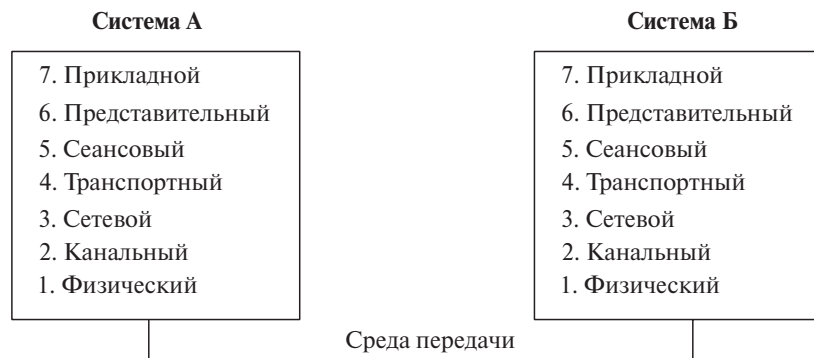 Система А
7. Прикладной
6. Представительный
5. Сеансовый
4. Транспортный
3. Сетевой
2. Канальный
1. Физический
Система Б
7. Прикладной
6. Представительный
5. Сеансовый
4. Транспортный
3. Сетевой
2. Канальный
1. Физический
Среда передачи